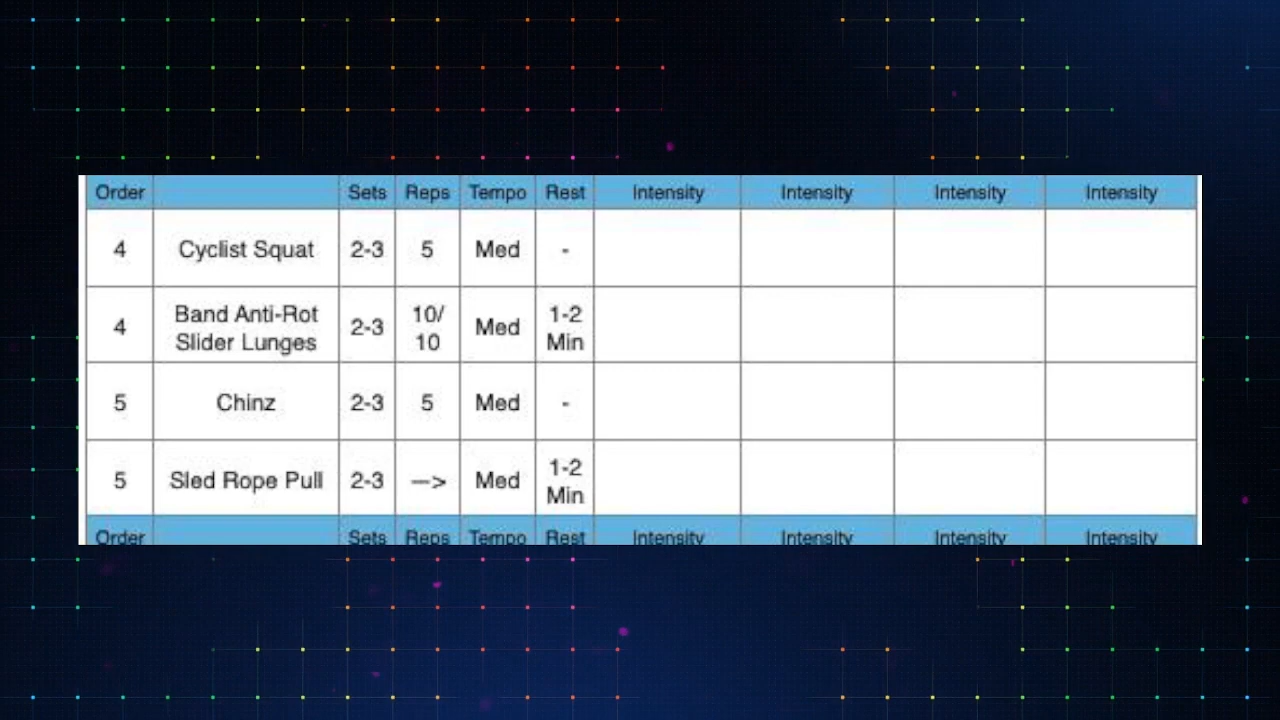 Order Sets Reps Tempo Rest Intensity Intensity Intensity Intensity
4 Cyclist Squat 2-3 5 Med -
4 Band Anti-Rot Slider Lunges 2-3 10/ 10 Med 1-2 Min
5 Chinz 2-3 5 Med -
5 Sled Rope Pull 2-3 —> Med 1-2 Min
Order Sets Reps Tempo Rest Intensity Intensity Intensity Intensity